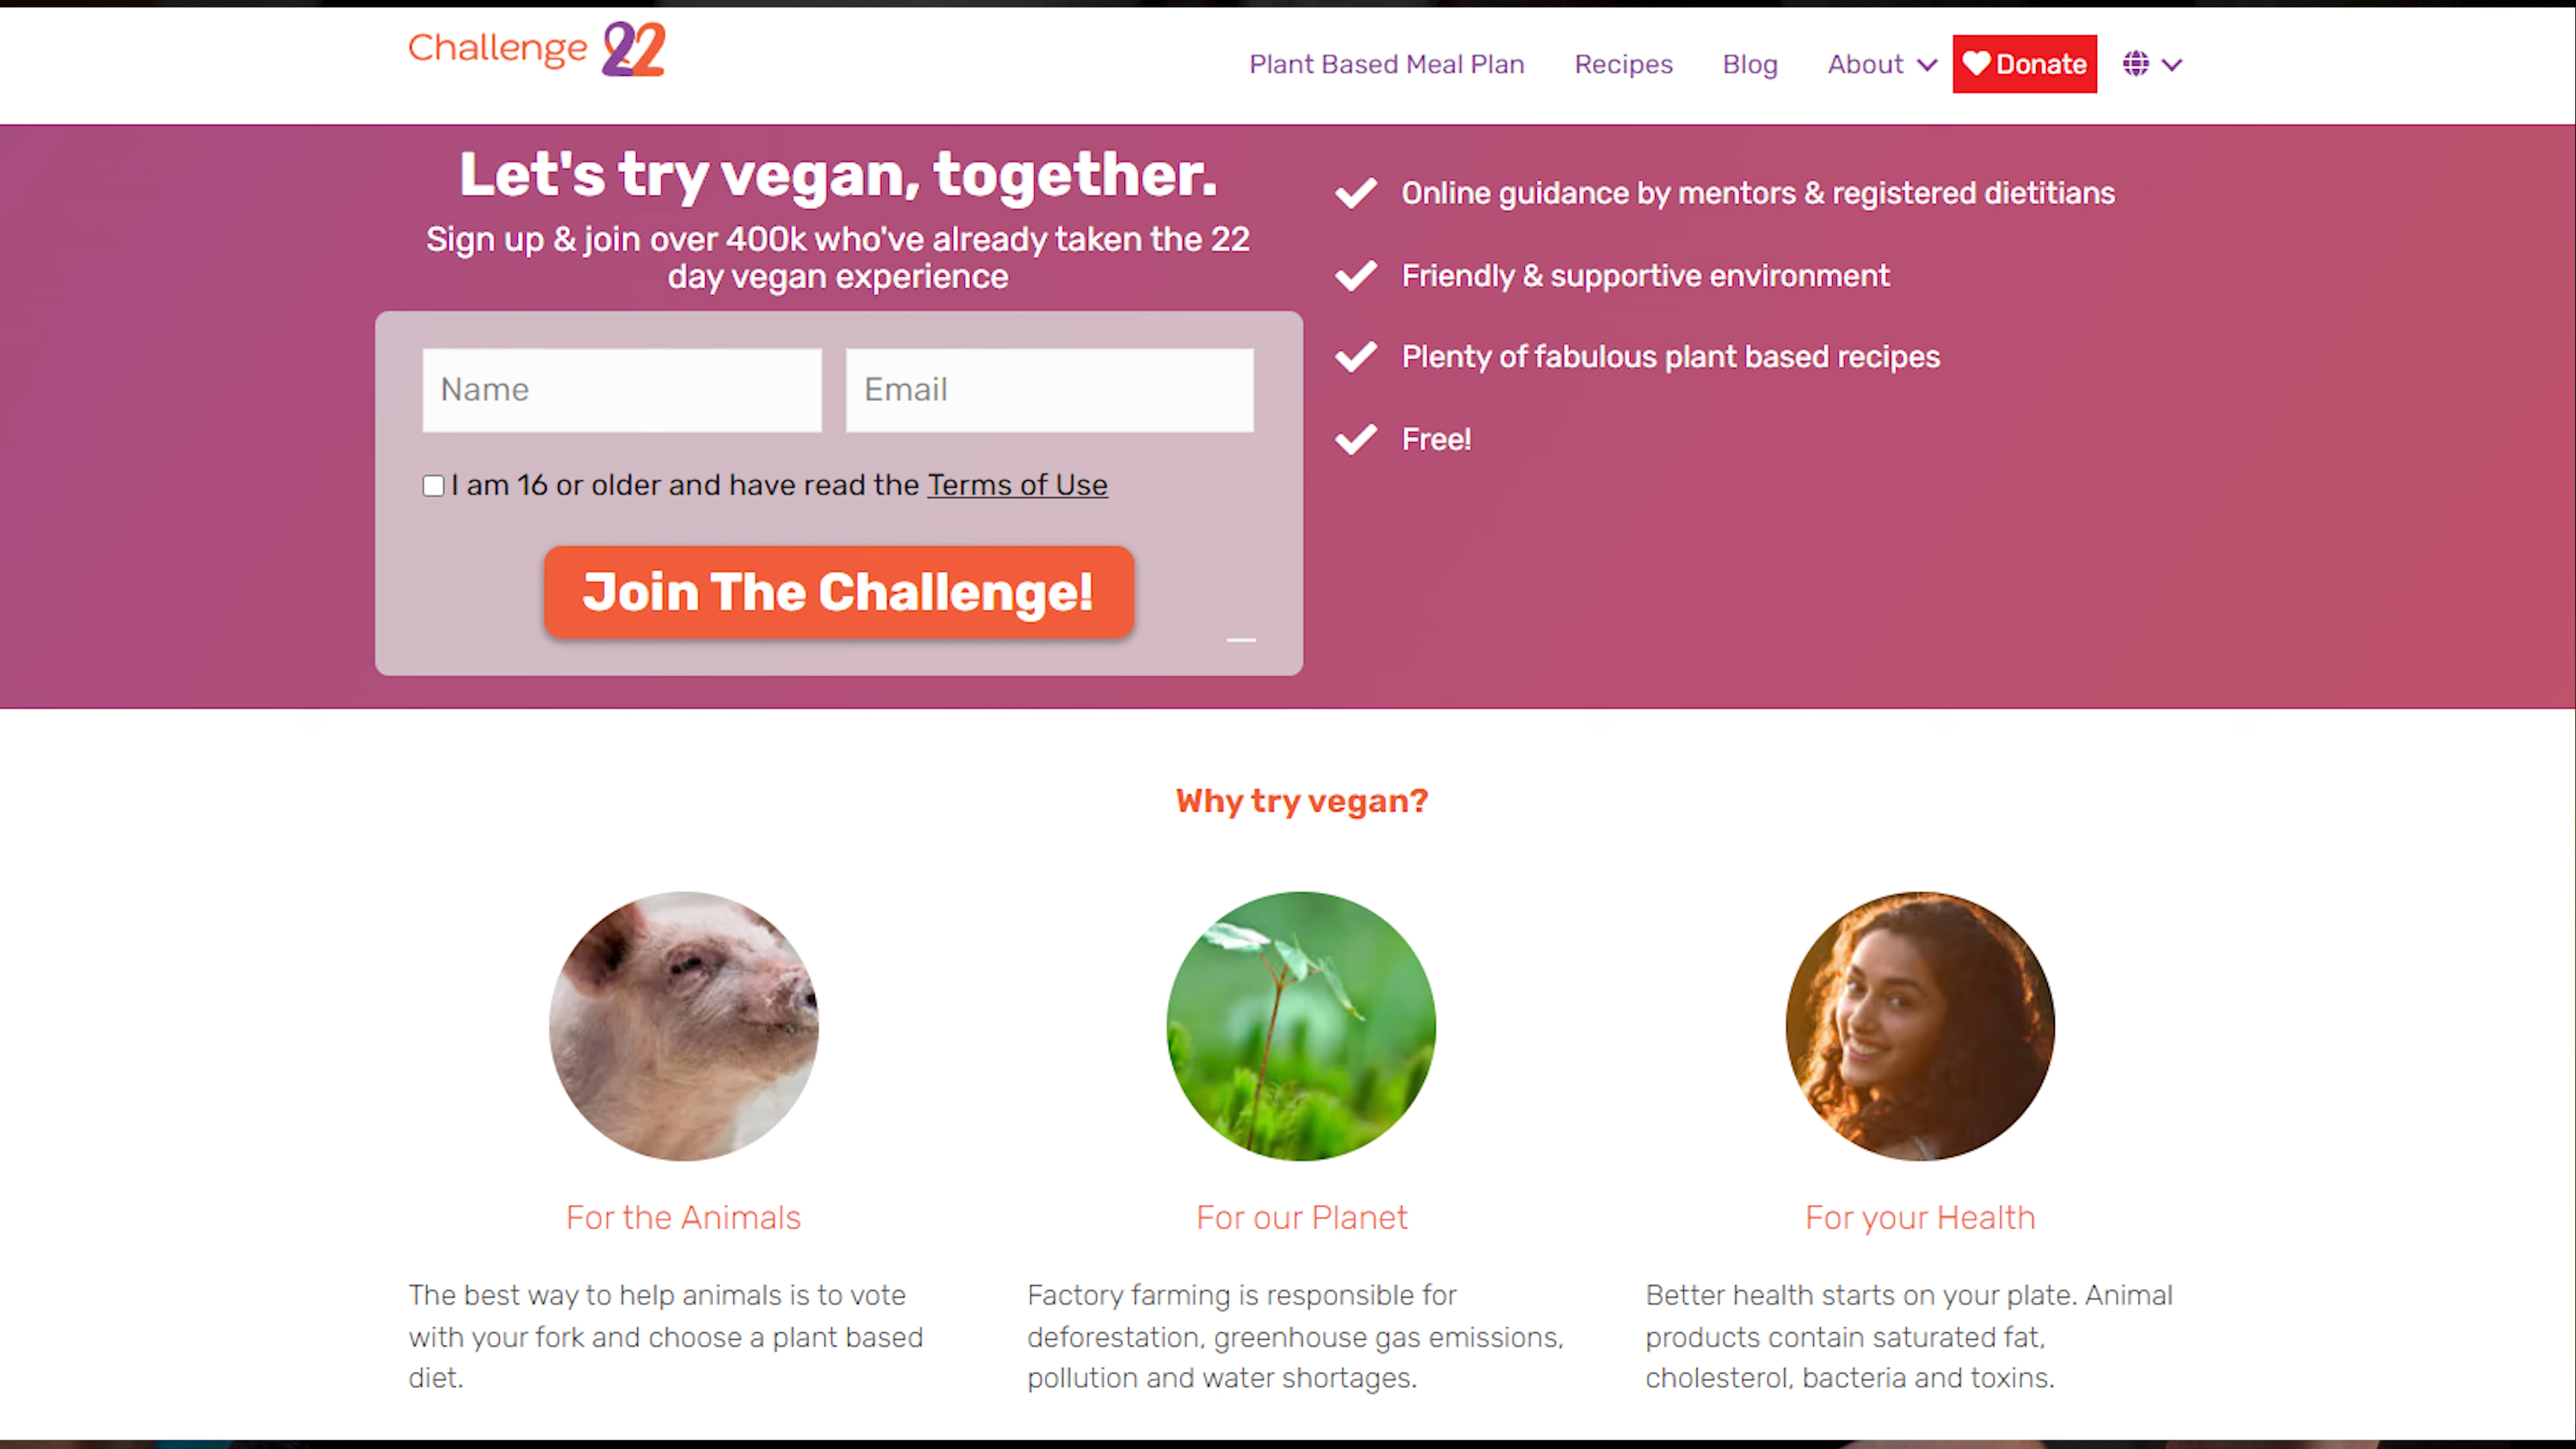 Challenge 22
Plant Based Meal Plan
Recipes
Blog
About
Donate
Let's try vegan, together.
Sign up & join over 400k who've already taken the 22
day vegan experience
Name
Email
I am 16 or older and have read the Terms of Use
Join The Challenge!
Online guidance by mentors & registered dietitians
Friendly & supportive environment
Plenty of fabulous plant based recipes
Free!
Why try vegan?
For the Animals
The best way to help animals is to vote
with your fork and choose a plant based
diet.
For our Planet
Factory farming is responsible for
deforestation, greenhouse gas emissions,
pollution and water shortages.
For your Health
Better health starts on your plate. Animal
products contain saturated fat,
cholesterol, bacteria and toxins.